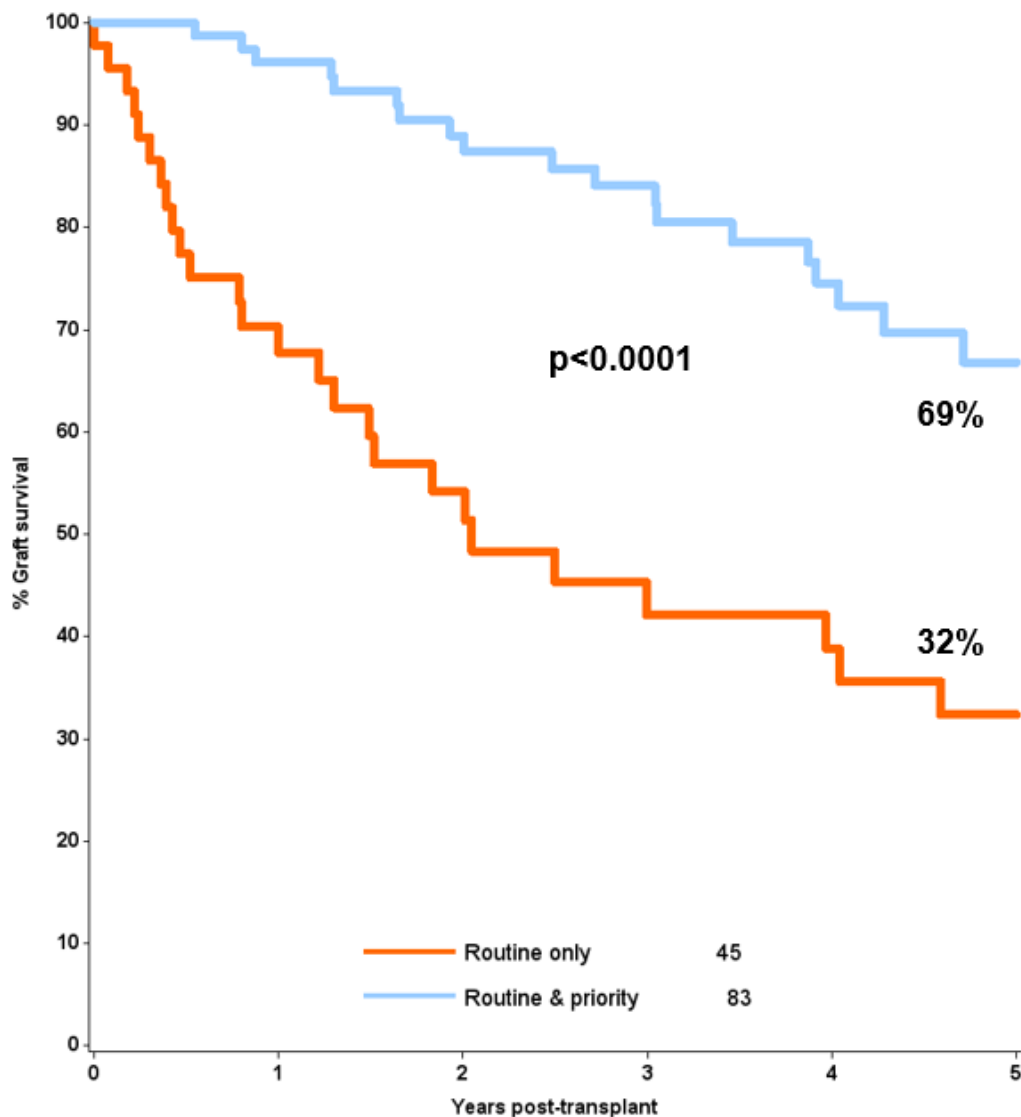 100
90
80
70
60
50
40
30
20
10
0
% Graft survival
p<0.0001
69%
32%
Routine only 45
Routine & priority 83
0 1 2 3 4 5
Years post-transplant